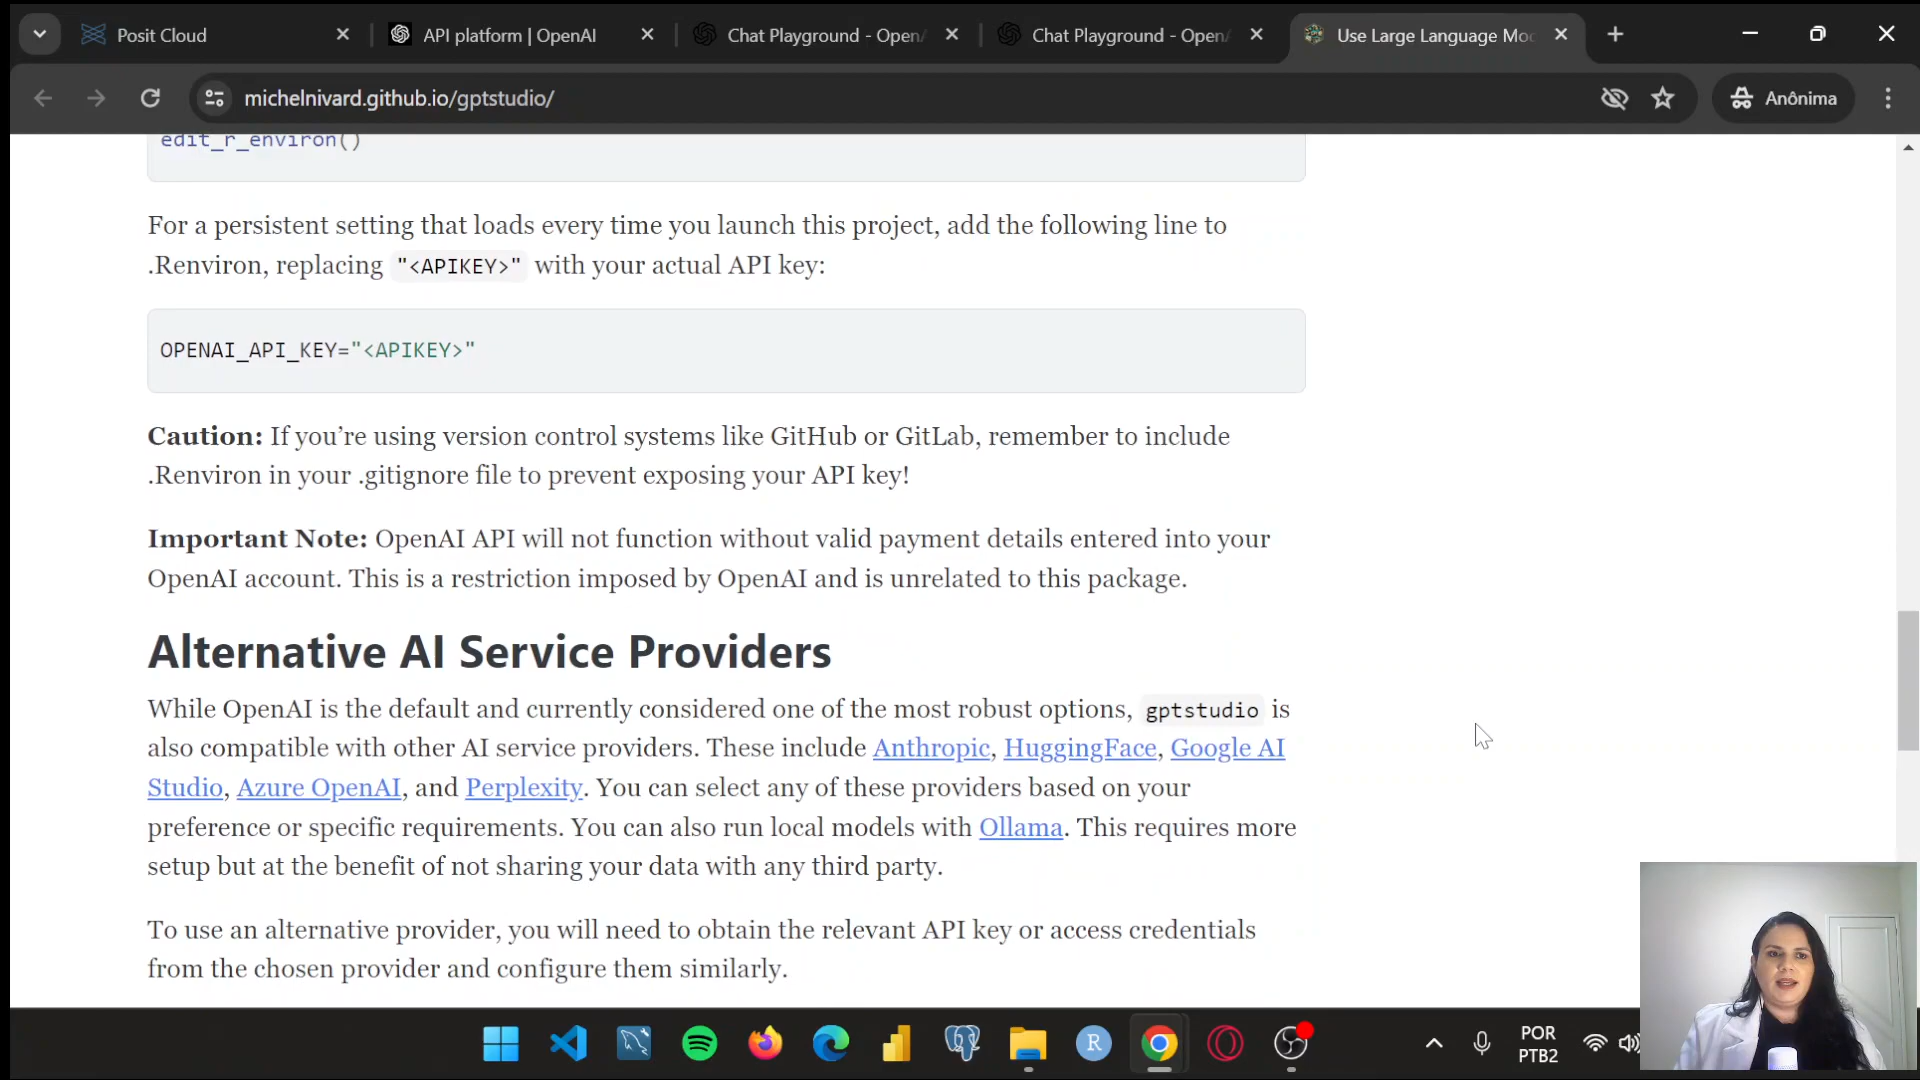 Posit Cloud
API platform | OpenAI
Chat Playground - Open
Chat Playground - Open
Use Large Language Mo
michelnivard.github.io/gptstudio/
Anônima
edit_r_environ()
For a persistent setting that loads every time you launch this project, add the following line to
.Renviron, replacing "<APIKEY>" with your actual API key:
OPENAI_API_KEY="<APIKEY>"
Caution: If you’re using version control systems like GitHub or GitLab, remember to include
.Renviron in your .gitignore file to prevent exposing your API key!
Important Note: OpenAI API will not function without valid payment details entered into your
OpenAI account. This is a restriction imposed by OpenAI and is unrelated to this package.
Alternative AI Service Providers
While OpenAI is the default and currently considered one of the most robust options, gptstudio is
also compatible with other AI service providers. These include Anthropic, HuggingFace, Google AI
Studio, Azure OpenAI, and Perplexity. You can select any of these providers based on your
preference or specific requirements. You can also run local models with Ollama. This requires more
setup but at the benefit of not sharing your data with any third party.
To use an alternative provider, you will need to obtain the relevant API key or access credentials
from the chosen provider and configure them similarly.
R
POR
PTB2